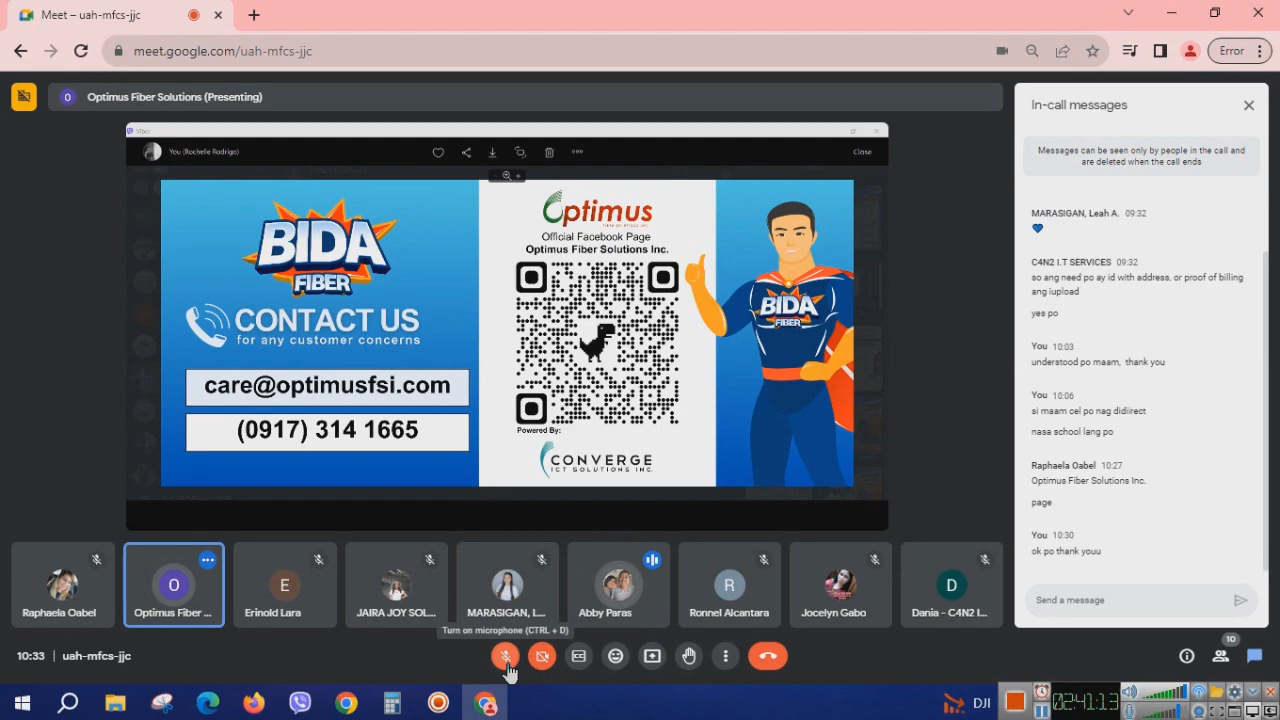 Meet – uah-mfcs-jjc
meet.google.com/uah-mfcs-jjc
Error
O
Optimus Fiber Solutions (Presenting)
Viber
You (Rochelle Rodrigo)
Close
BIDA
FIBER
CONTACT US
for any customer concerns
care@optimusfsi.com
(0917) 314 1665
Optimus
Official Facebook Page
Optimus Fiber Solutions Inc.
Powered By:
CONVERGE
ICT SOLUTIONS INC.
BIDA
FIBER
In-call messages
Messages can be seen only by people in the call and
are deleted when the call ends
MARASIGAN, Leah A. 09:32
C4N2 I.T SERVICES 09:32
so ang need po ay id with address, or proof of billing
ang iupload
yes po
You 10:03
understood po maam, thank you
You 10:06
si maam cel po nag didiirect
nasa school lang po
Raphaela Oabel 10:27
Optimus Fiber Solutions Inc.
page
You 10:30
ok po thank youu
Send a message
Raphaela Oabel
O
Optimus Fiber ...
E
Erinold Lara
JAIRA JOY SOL...
MARASIGAN, L...
Abby Paras
R
Ronnel Alcantara
Jocelyn Gabo
D
Dania - C4N2 I...
Turn on microphone (CTRL + D)
10:33 | uah-mfcs-jjc
10
DJI
02:41:13